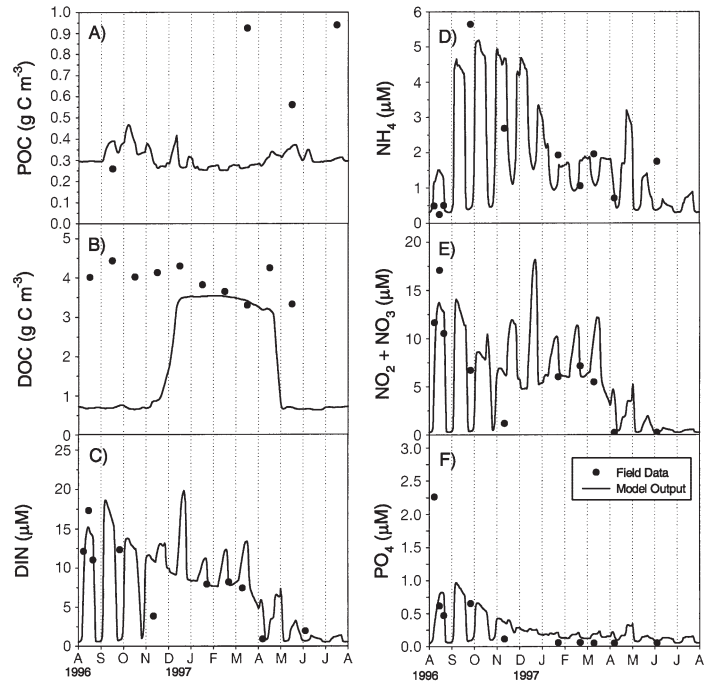 A)
POC (g C m-3)
1.0
0.9
0.8
0.7
0.6
0.5
0.4
0.3
0.2
0.1
0.0
B)
DOC (g C m-3)
5
4
3
2
1
0
C)
DIN (µM)
25
20
15
10
5
0
A S O N D J F M A M J J A
1996 1997
D)
NH4 (µM)
6
5
4
3
2
1
0
E)
NO2 + NO3 (µM)
20
15
10
5
0
F)
Field Data
Model Output
PO4 (µM)
3.0
2.5
2.0
1.5
1.0
0.5
0.0
A S O N D J F M A M J J A
1996 1997